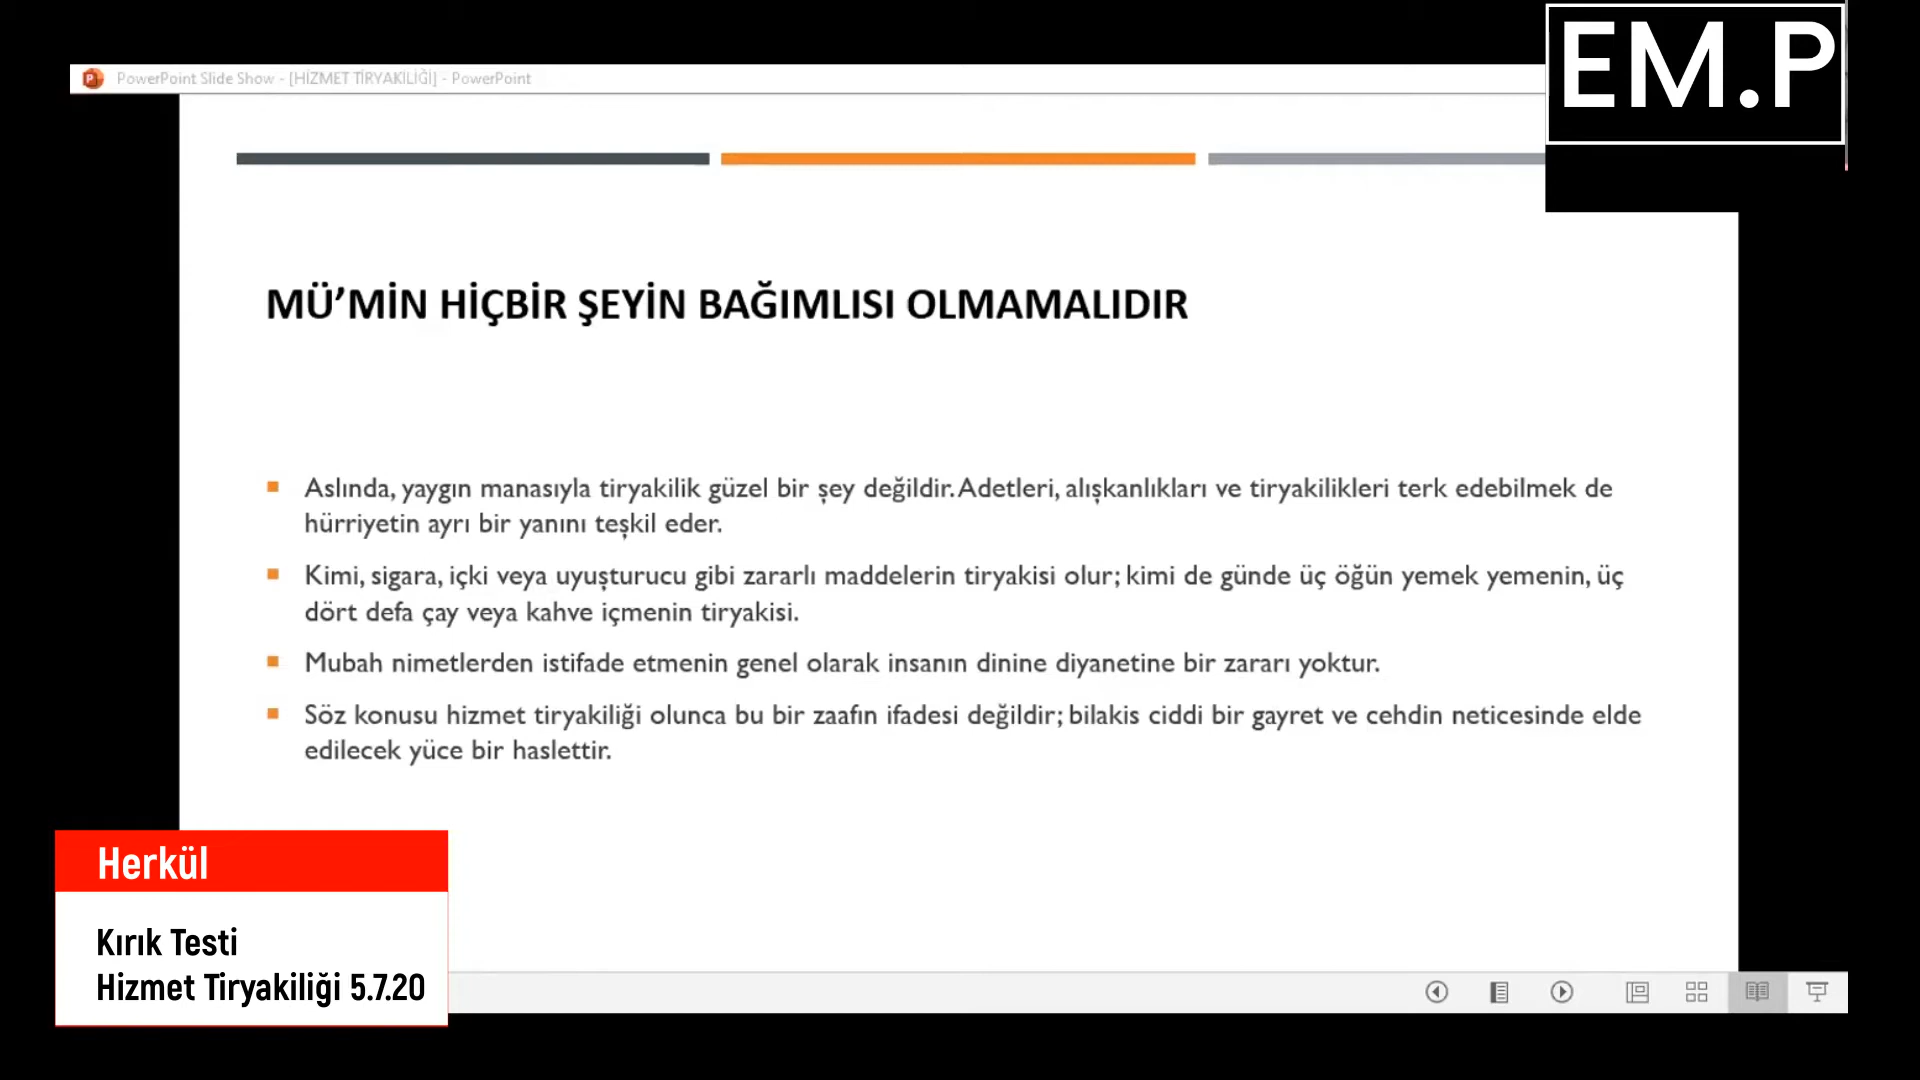 EM.P
PowerPoint Slide Show - [HİZMET TİRYAKİLİĞİ] - PowerPoint
MÜ’MİN HİÇBİR ŞEYİN BAĞIMLISI OLMAMALIDIR
Aslında, yaygın manasıyla tiryakilik güzel bir şey değildir. Adetleri, alışkanlıkları ve tiryakilikleri terk edebilmek de
hürriyetin ayrı bir yanını teşkil eder.
Kimi, sigara, içki veya uyuşturucu gibi zararlı maddelerin tiryakisi olur; kimi de günde üç öğün yemek yemenin, üç
dört defa çay veya kahve içmenin tiryakisi.
Mubah nimetlerden istifade etmenin genel olarak insanın dinine diyanetine bir zararı yoktur.
Söz konusu hizmet tiryakiliği olunca bu bir zaafın ifadesi değildir; bilakis ciddi bir gayret ve cehdin neticesinde elde
edilecek yüce bir haslettir.
Herkül
Kırık Testi
Hizmet Tiryakiliği 5.7.20